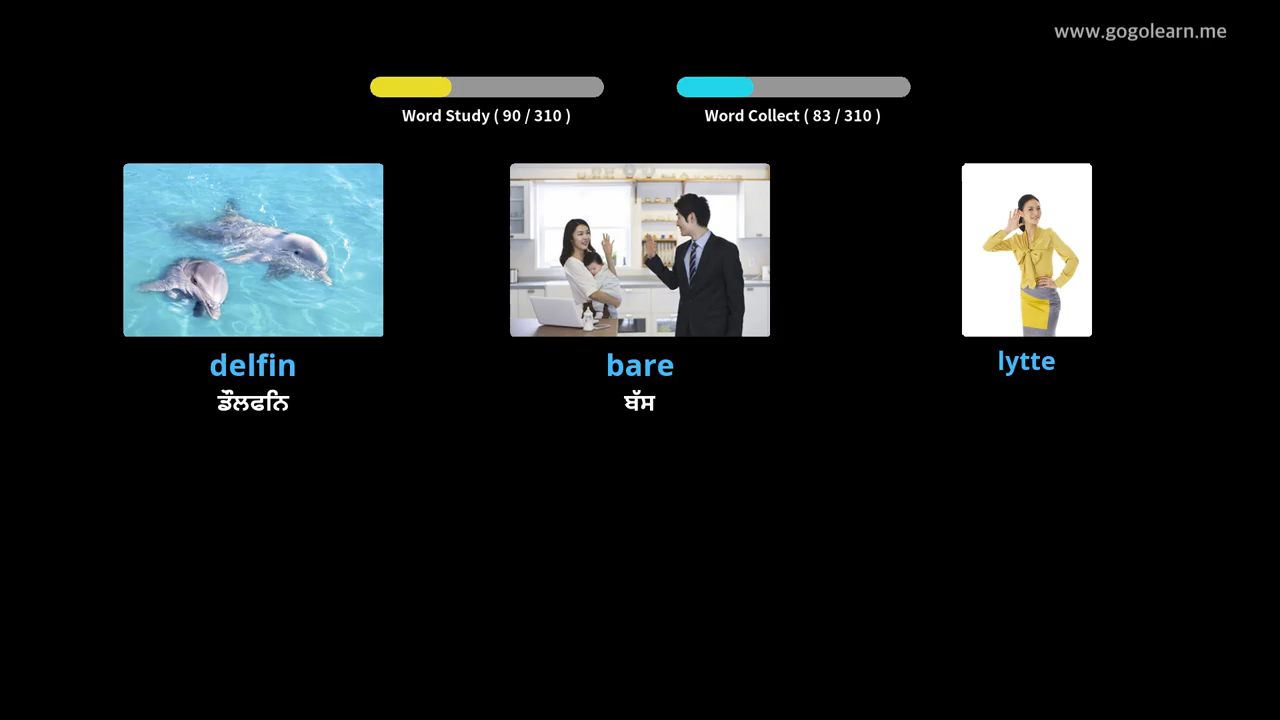 www.gogolearn.me
Word Study ( 90 / 310 )
Word Collect ( 83 / 310 )
delfin
ਡੌਲਫਨਿ
bare
ਬੱਸ
lytte